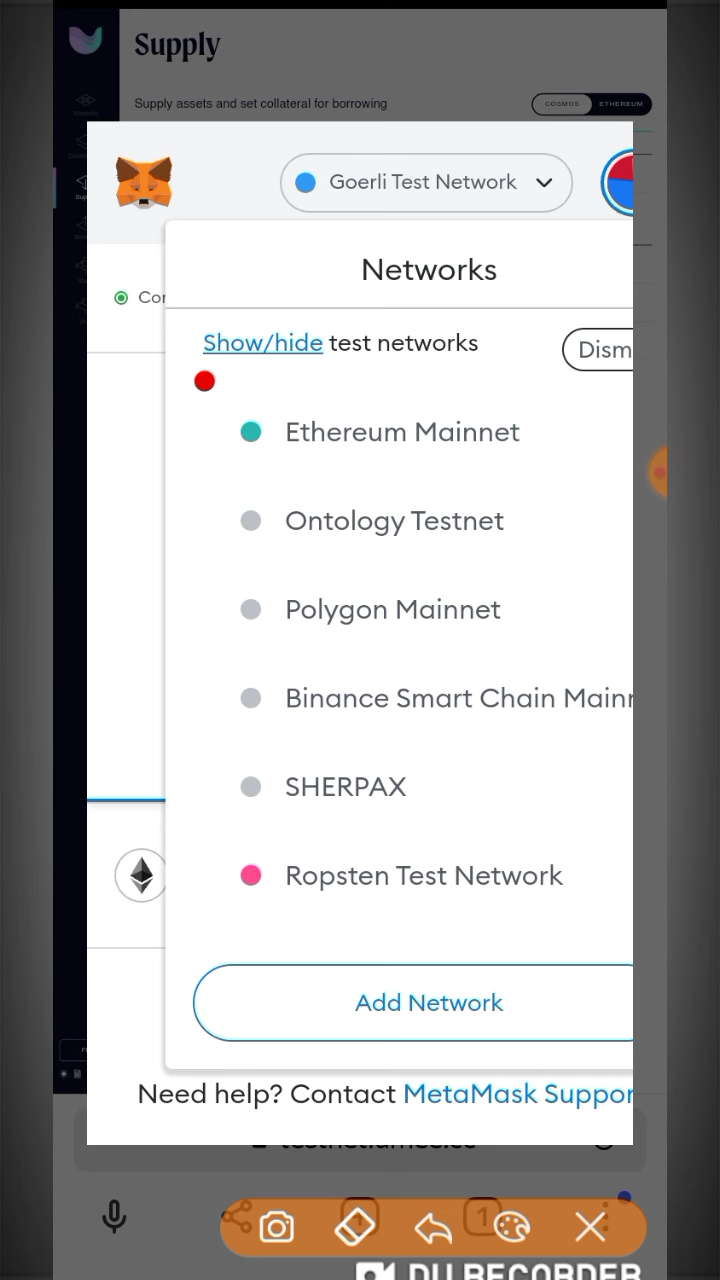 Supply
Supply assets and set collateral for borrowing
COSMOS ETHEREUM
Goerli Test Network
Networks
Show/hide test networks
Dism
Ethereum Mainnet
Ontology Testnet
Polygon Mainnet
Binance Smart Chain Main
SHERPAX
Ropsten Test Network
Add Network
Need help? Contact MetaMask Suppor
1
DU RECORDER